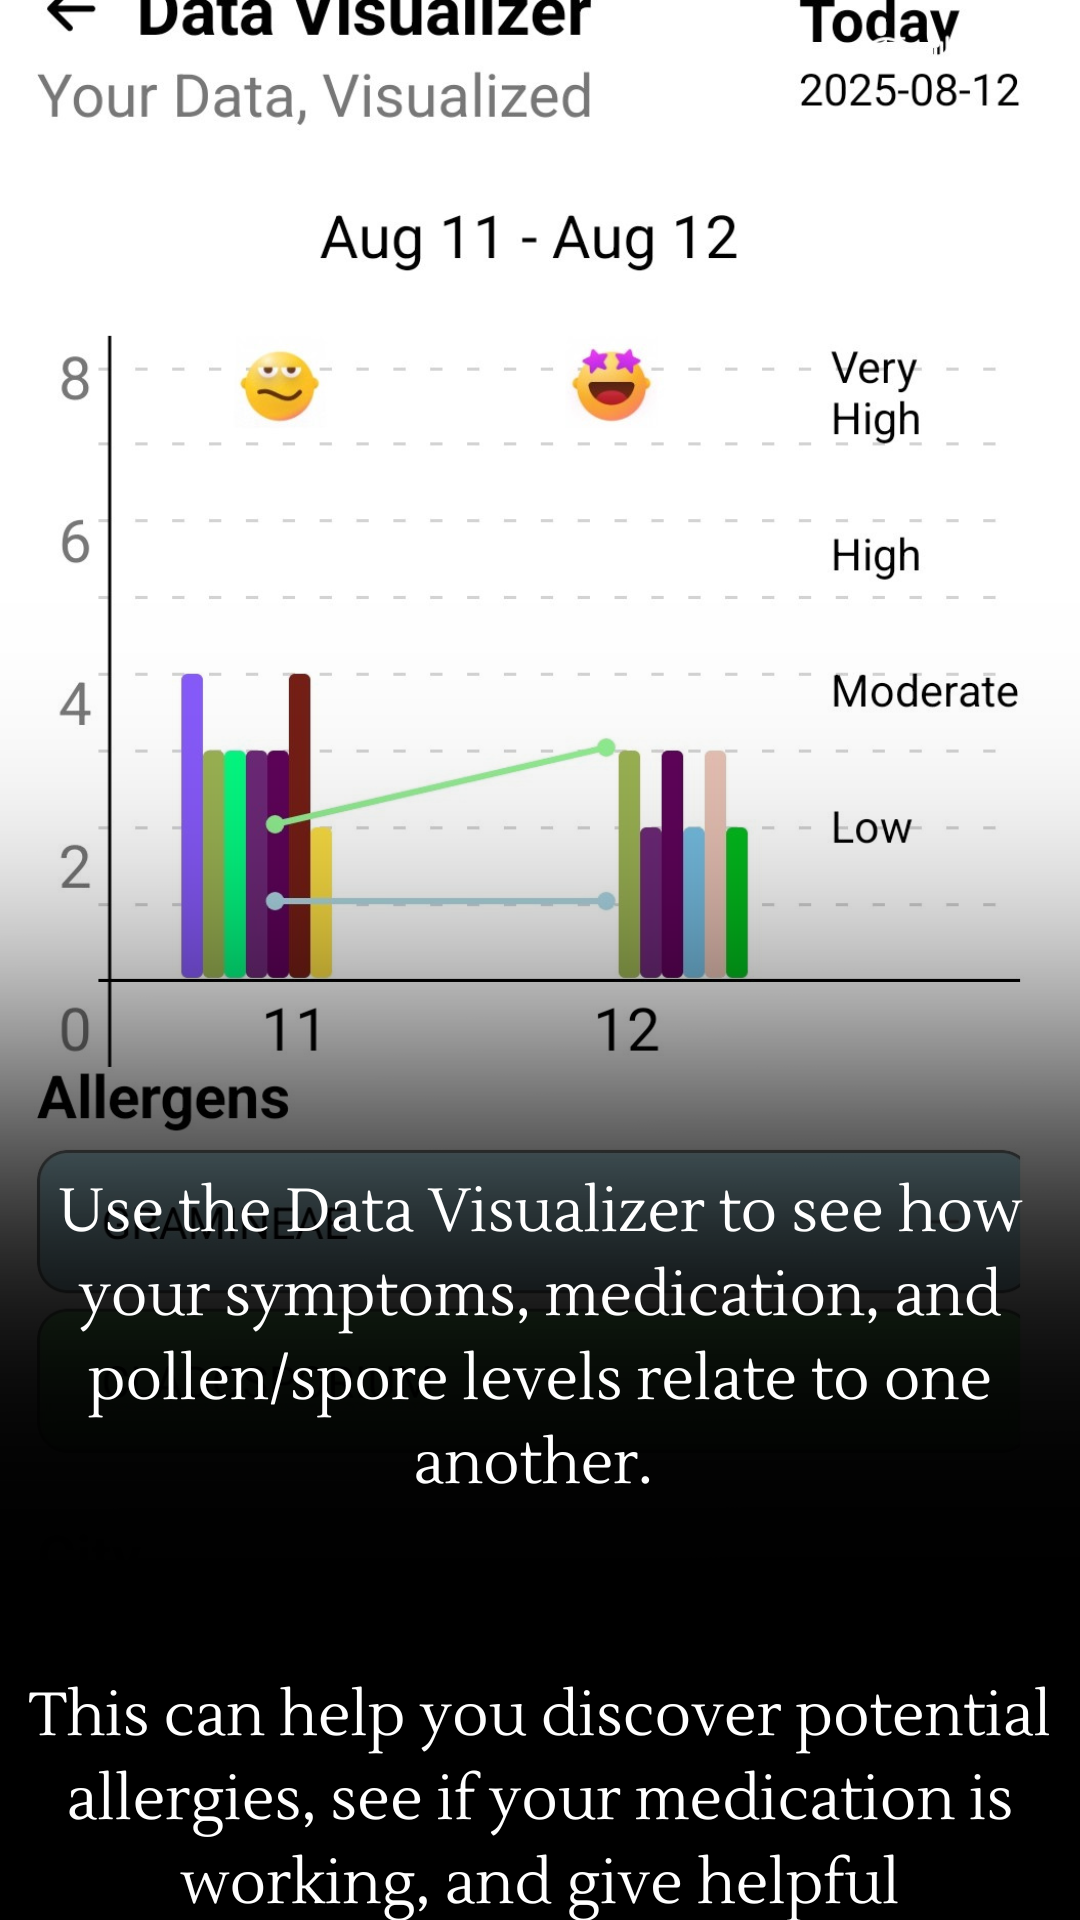 Data Visualizer
Today
Your Data, Visualized
2025-08-12
Aug 11 - Aug 12
8
Very
High
6
High
4
Moderate
Low
2
0
11
12
Allergens
GRAMINEAE
Use the Data Visualizer to see how
your symptoms, medication, and
pollen/spore levels relate to one
another.
This can help you discover potential
allergies, see if your medication is
working, and give helpful